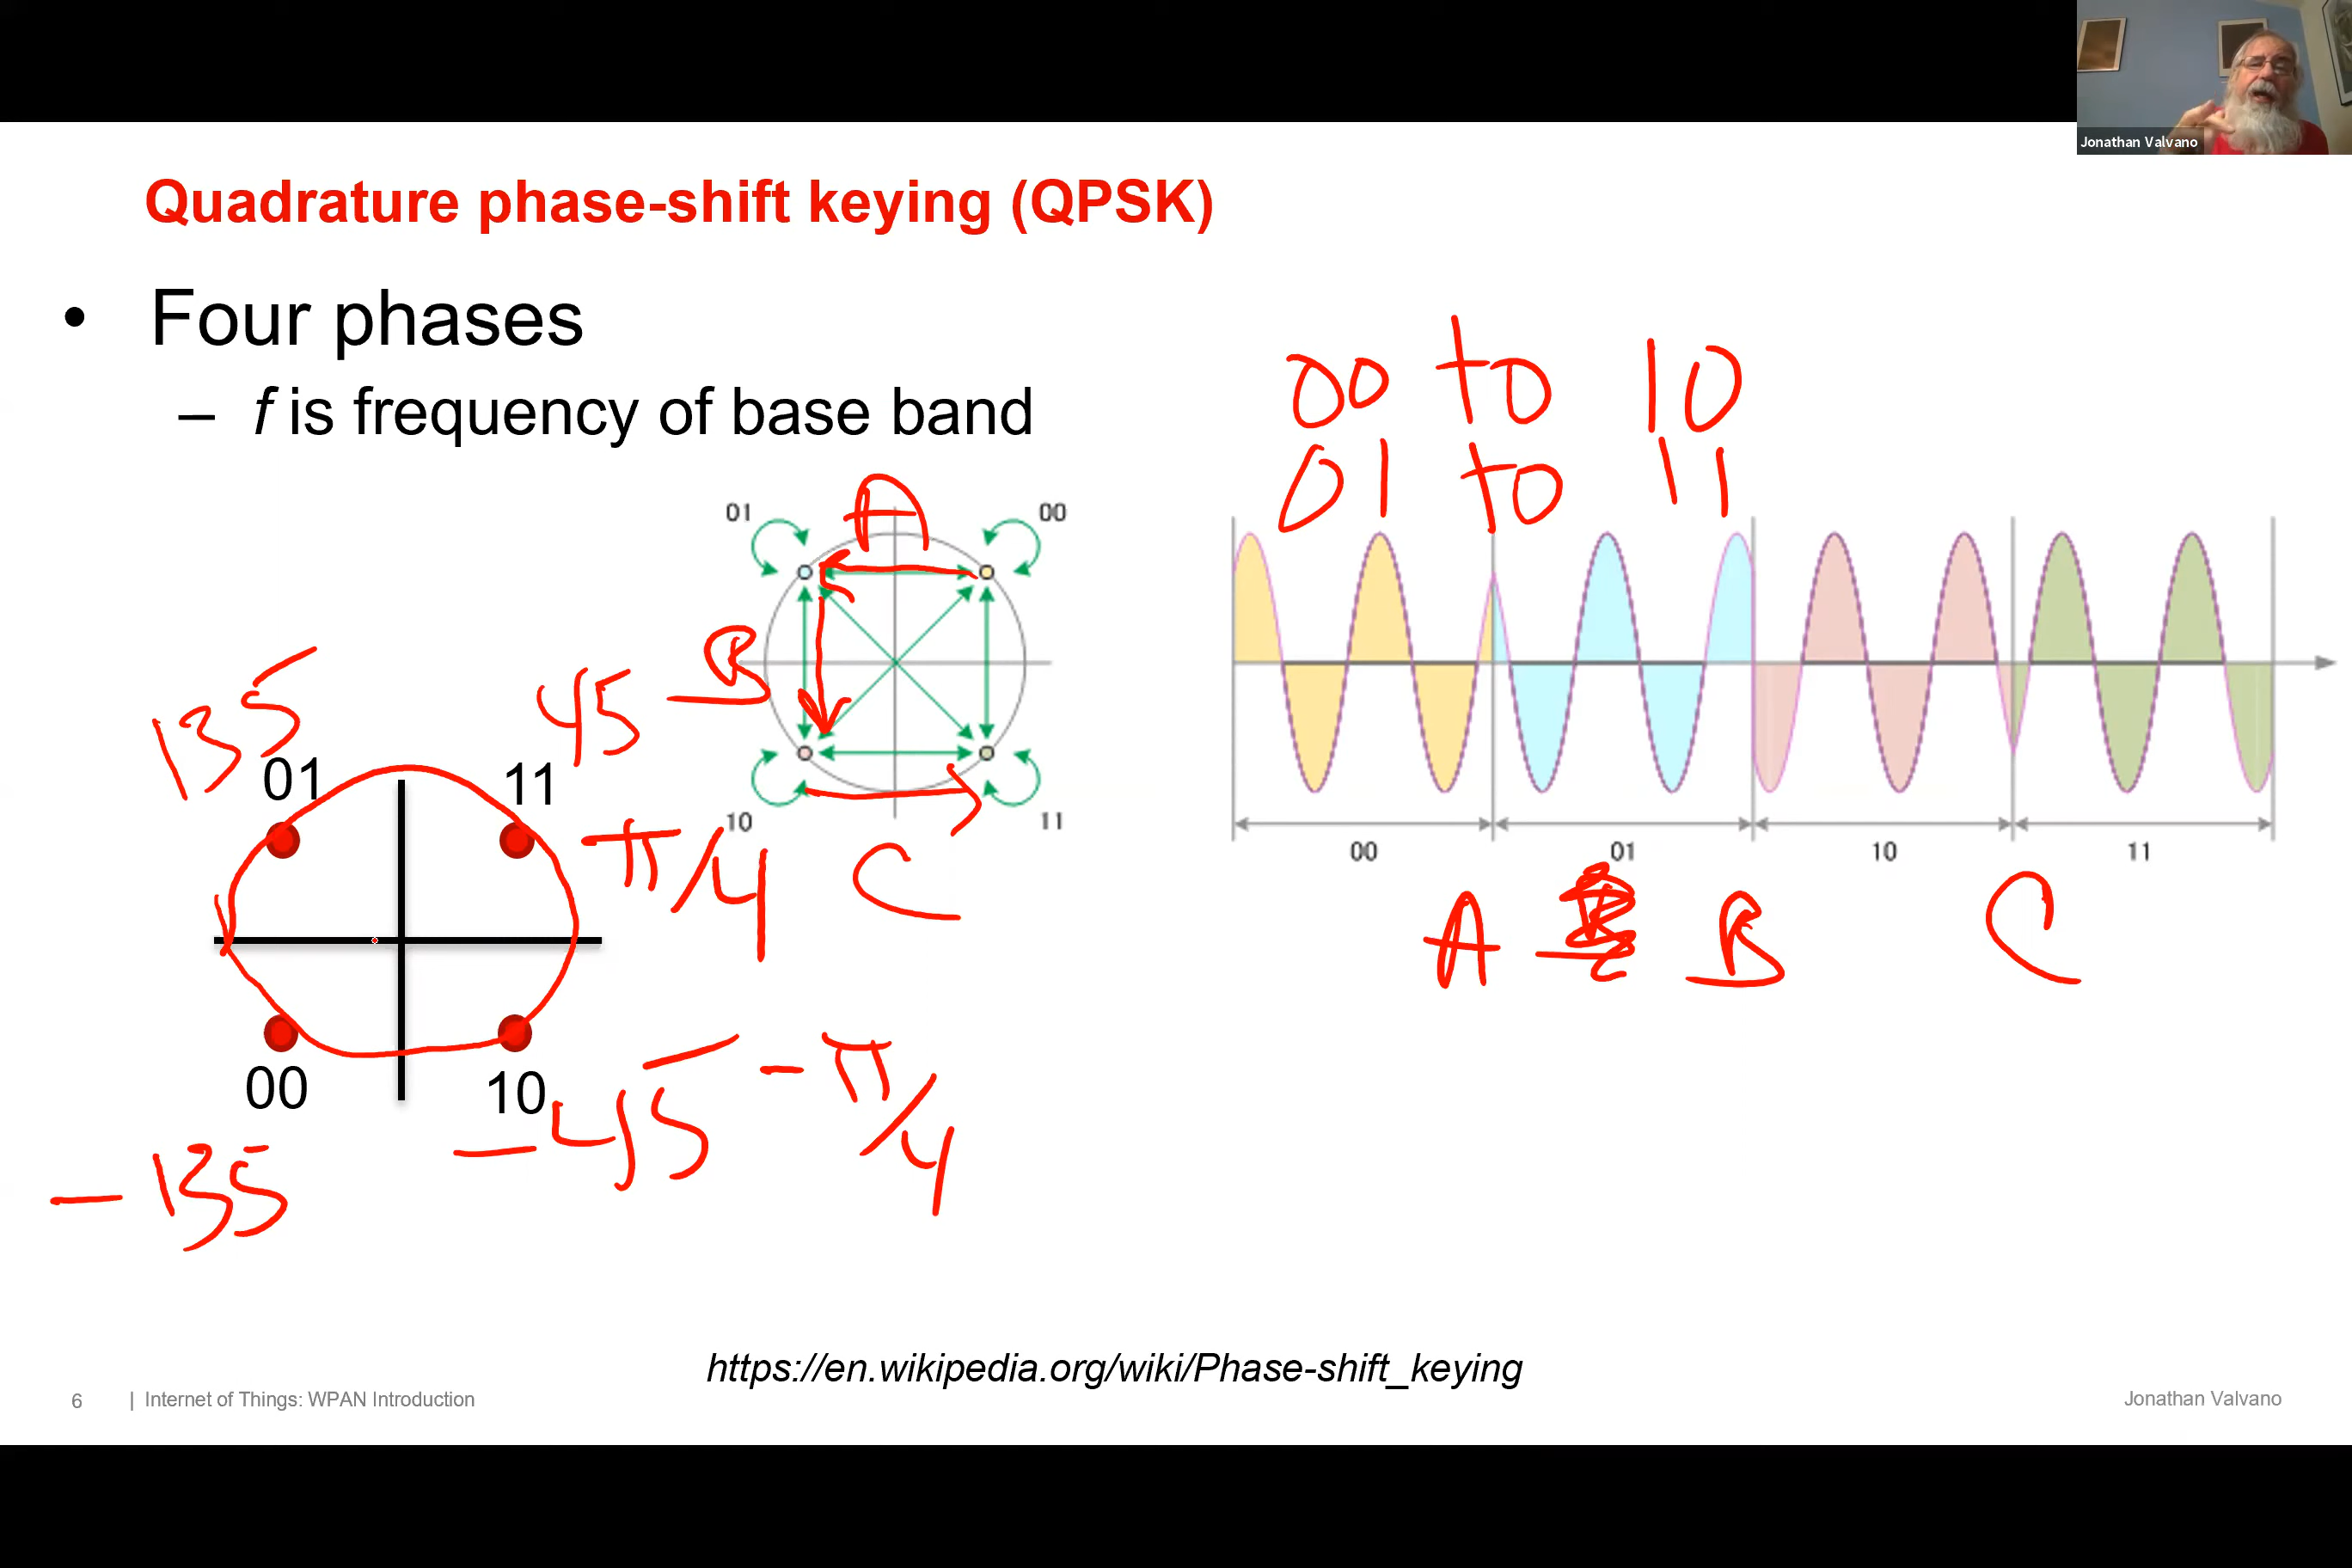 Jonathan Valvano
Quadrature phase-shift keying (QPSK)
• Four phases
– f is frequency of base band
00 to 10
01 to 11
01 A 00
B
10 11
C
135 45
01 11
π/4
00 10
-135 -45 -π/4
00 01 10 11
A B C
https://en.wikipedia.org/wiki/Phase-shift_keying
6 | Internet of Things: WPAN Introduction Jonathan Valvano